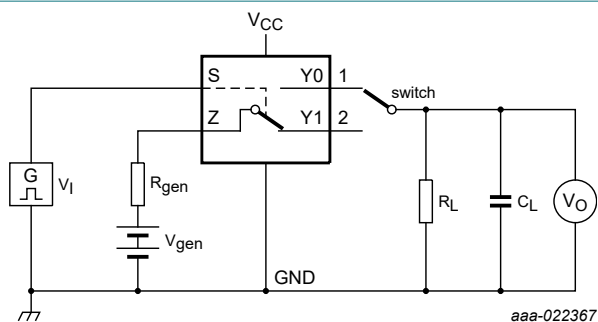 VCC
S Y0 1
switch
Z Y1 2
G VI
Rgen
RL CL VO
Vgen
GND
aaa-022367